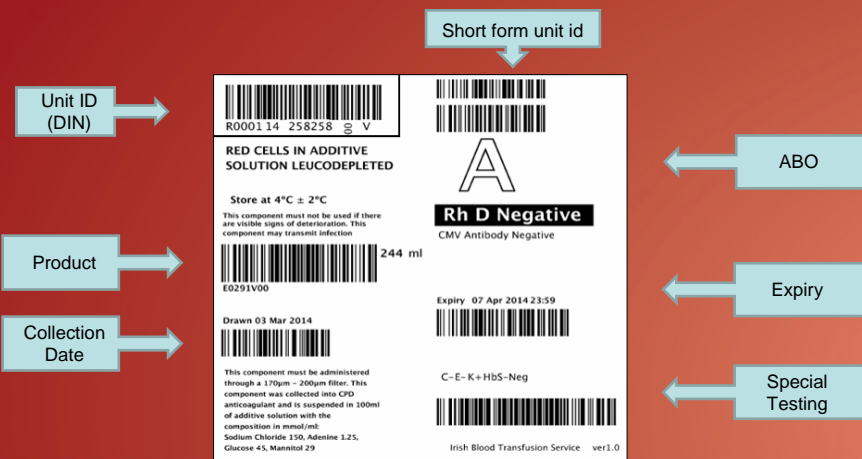 Short form unit id
Unit ID
(DIN)
R0001 14 258258 00 V
RED CELLS IN ADDITIVE
SOLUTION LEUCODEPLETED
Store at 4°C ± 2°C
This component must not be used if there
are visible signs of deterioration. This
component may transmit infection
244 ml
E0291V00
Product
Drawn 03 Mar 2014
Collection
Date
This component must be administered
through a 170µm – 200µm filter. This
component was collected into CPD
anticoagulant and is suspended in 100ml
of additive solution with the
composition in mmol/ml:
Sodium Chloride 150, Adenine 1.25,
Glucose 45, Mannitol 29
A
Rh D Negative
CMV Antibody Negative
ABO
Expiry 07 Apr 2014 23:59
Expiry
C-E-K+HbS-Neg
Special
Testing
Irish Blood Transfusion Service ver1.0